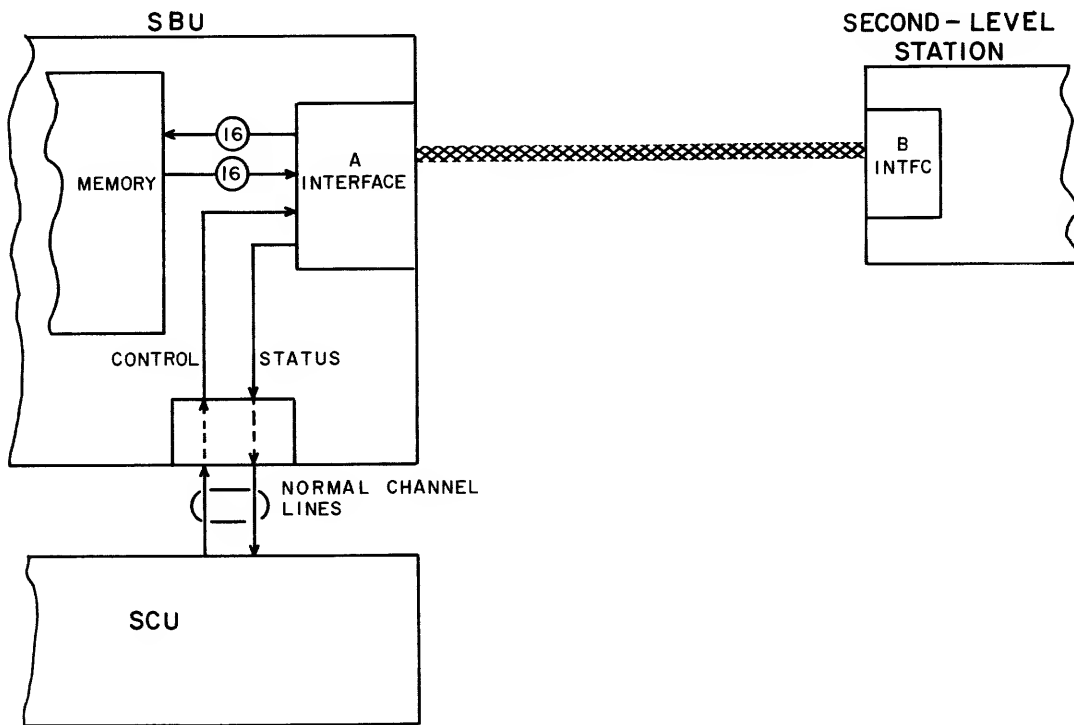 SBU
SECOND-LEVEL
STATION
16
16
MEMORY
A
INTERFACE
B
INTFC
CONTROL
STATUS
NORMAL CHANNEL
LINES
SCU